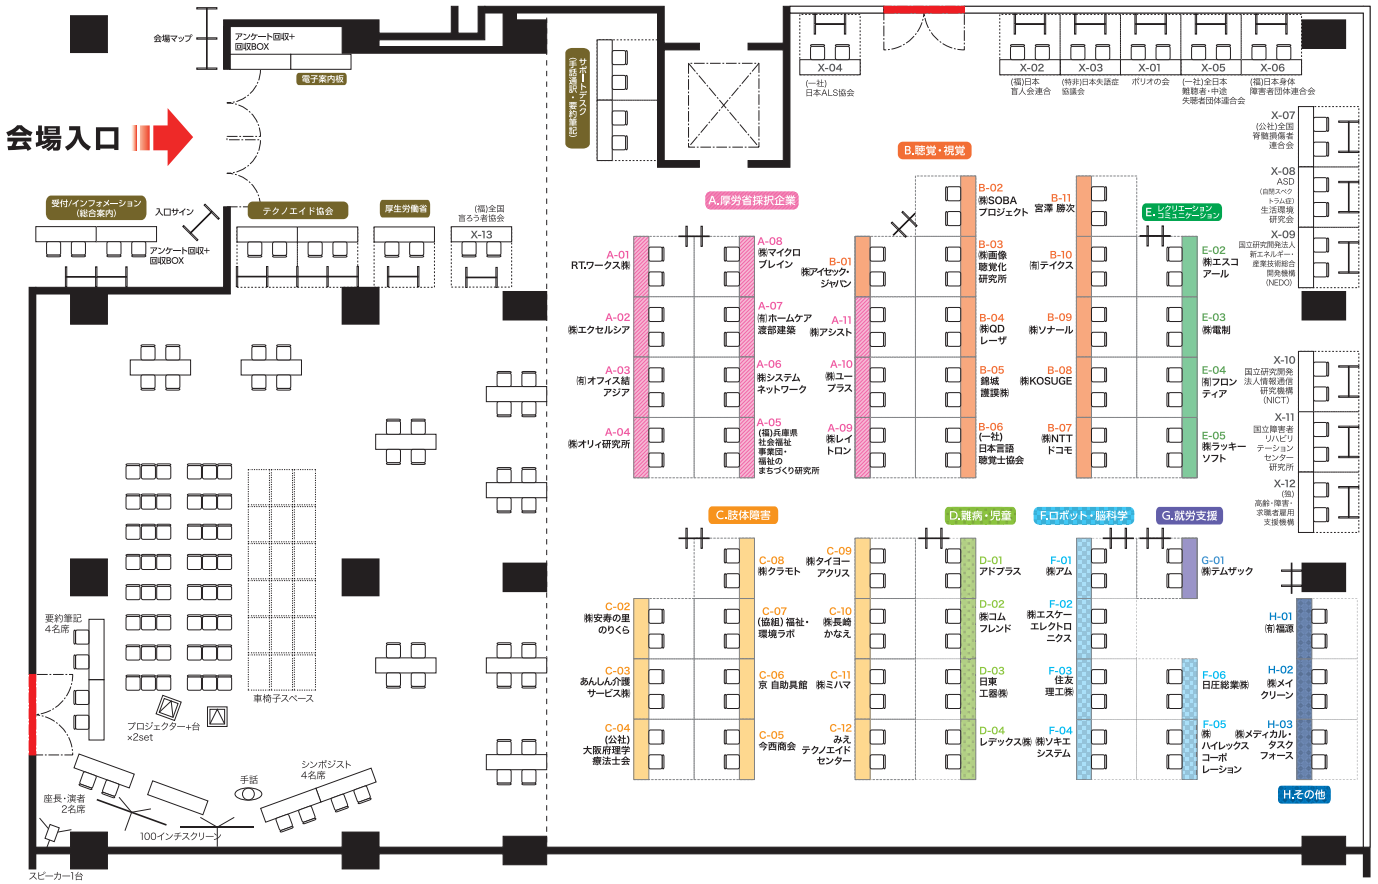 会場マップ
アンケート回収+
回収BOX
電子案内板
サポートデスク
(手話通訳・要約筆記)
会場入口
受付/インフォメーション
(総合案内)
入口サイン
アンケート回収+
回収BOX
テクノエイド協会
厚生労働省
(福)全国
盲ろう者協会
X-13
X-04
(一社)
日本ALS協会
X-02
(福)日本
盲人会連合
X-03
(特非)日本失語症
協議会
X-01
ポリオの会
X-05
(一社)全日本
難聴者・中途
失聴者団体連合会
X-06
(福)日本身体
障害者団体連合会
X-07
(公社)全国
脊髄損傷者
連合会
X-08
ASD
(自閉スペク
トラム症)
生活環境
研究会
X-09
国立研究開発法人
新エネルギー・
産業技術総合
開発機構
(NEDO)
X-10
国立研究開発
法人情報通信
研究機構
(NICT)
X-11
国立障害者
リハビリ
テーション
センター
研究所
X-12
(独)
高齢・障害・
求職者雇用
支援機構
A.厚労省採択企業
A-01
RT.ワークス㈱
A-02
㈱エクセルシア
A-03
㈲オフィス結
アジア
A-04
㈱オリィ研究所
A-08
㈱マイクロ
ブレイン
A-07
㈲ホームケア
渡部建築
A-06
㈱システム
ネットワーク
A-05
(福)兵庫県
社会福祉
事業団・
福祉の
まちづくり研究所
B.聴覚・視覚
B-01
㈱アイセック・
ジャパン
A-11
㈱アシスト
A-10
㈱ユー
プラス
A-09
㈱レイ
トロン
B-02
㈱SOBA
プロジェクト
B-03
㈱画像
聴覚化
研究所
B-04
㈱QD
レーザ
B-05
錦城
護謨㈱
B-06
(一社)
日本言語
聴覚士協会
B-11
宮澤 勝次
B-10
㈲テイクス
B-09
㈱ソナール
B-08
㈱KOSUGE
B-07
㈱NTT
ドコモ
E.レクリエーション
コミュニケーション
E-02
㈱エスコ
アール
E-03
㈱電制
E-04
㈲フロン
ティア
E-05
㈱ラッキー
ソフト
C.肢体障害
C-02
㈱安寿の里
のりくら
C-03
あんしん介護
サービス㈱
C-04
(公社)
大阪府理学
療法士会
C-08
㈱クラモト
C-07
(協組)福祉・
環境ラボ
C-06
京 自助具館
C-05
今西商会
C-09
㈱タイヨー
アクリス
C-10
㈱長崎
かなえ
C-11
㈱ミハマ
C-12
みえ
テクノエイド
センター
D.難病・児童
D-01
アドプラス
D-02
㈱コム
フレンド
D-03
日東
工器㈱
D-04
レデックス㈱
F.ロボット・脳科学
F-01
㈱アム
F-02
㈱エスケー
エレクトロ
ニクス
F-03
住友
理工㈱
F-04
㈱ソキエ
システム
G.就労支援
G-01
㈱テムザック
F-06
日圧総業㈱
F-05
㈱
ハイレックス
コーポ
レーション
H-01
㈲福源
H-02
㈱メイ
クリーン
H-03
㈱メディカル・
タスク
フォース
H.その他
要約筆記
4名席
車椅子スペース
プロジェクター+台
×2set
座長・演者
2名席
手話
シンポジスト
4名席
100インチスクリーン
スピーカー1台